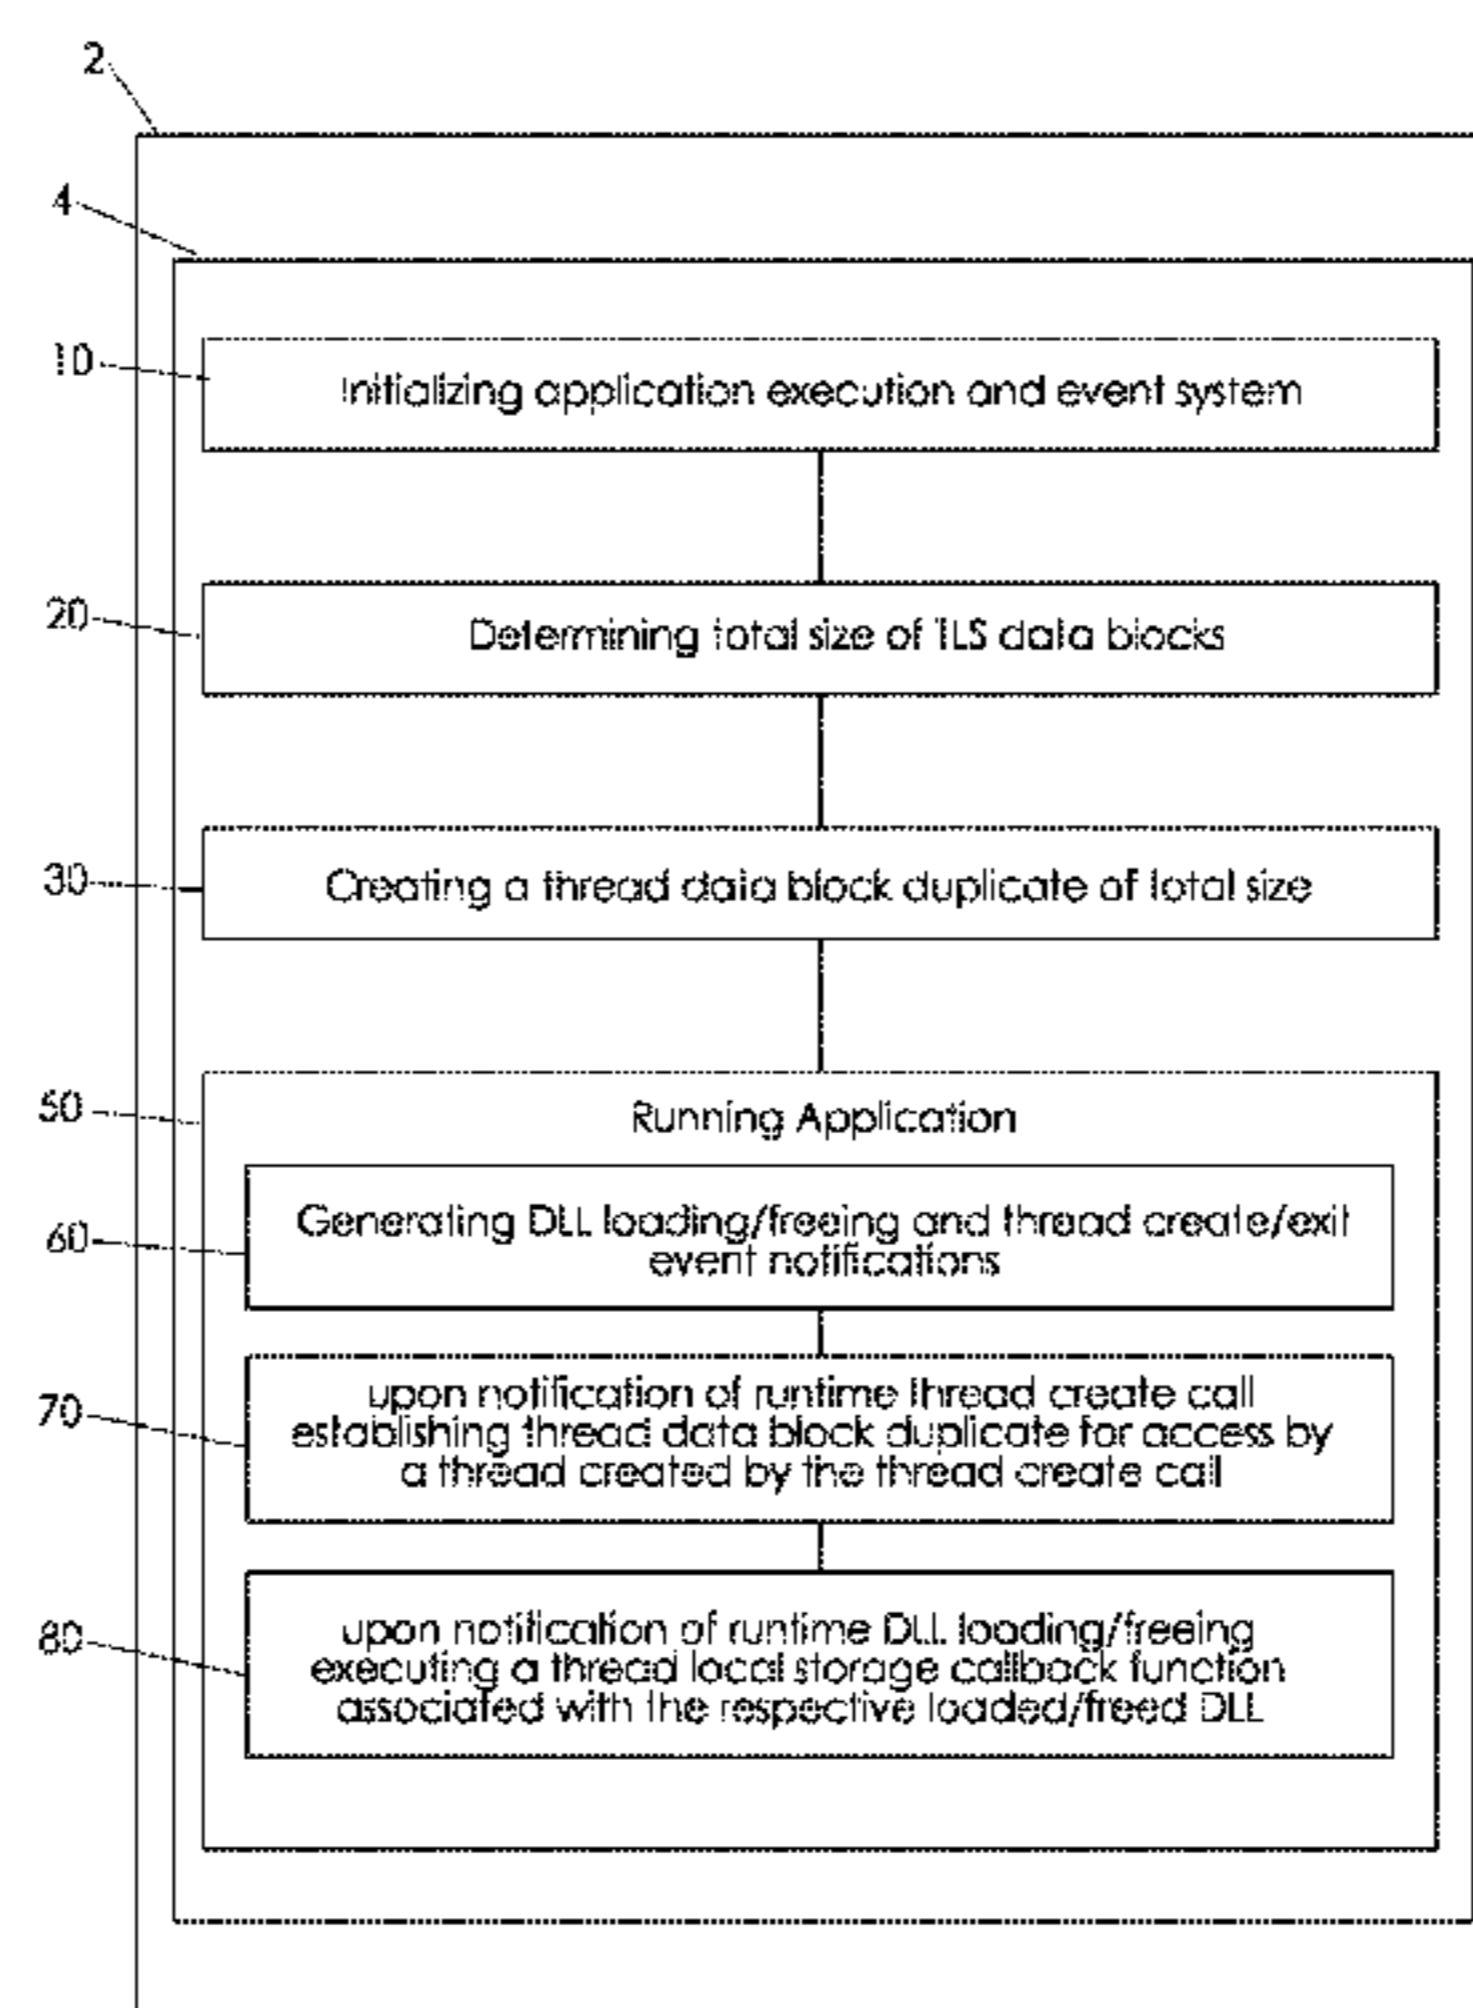 2
4
10
Initializing application execution and event system
20
Determining total size of TLS data blocks
30
Creating a thread data block duplicate of total size
50
Running Application
60
Generating DLL loading/freeing and thread create/exit
event notifications
70
upon notification of runtime thread create call
establishing thread data block duplicate for access by
a thread created by the thread create call
80
upon notification of runtime DLL loading/freeing
executing a thread local storage callback function
associated with the respective loaded/freed DLL